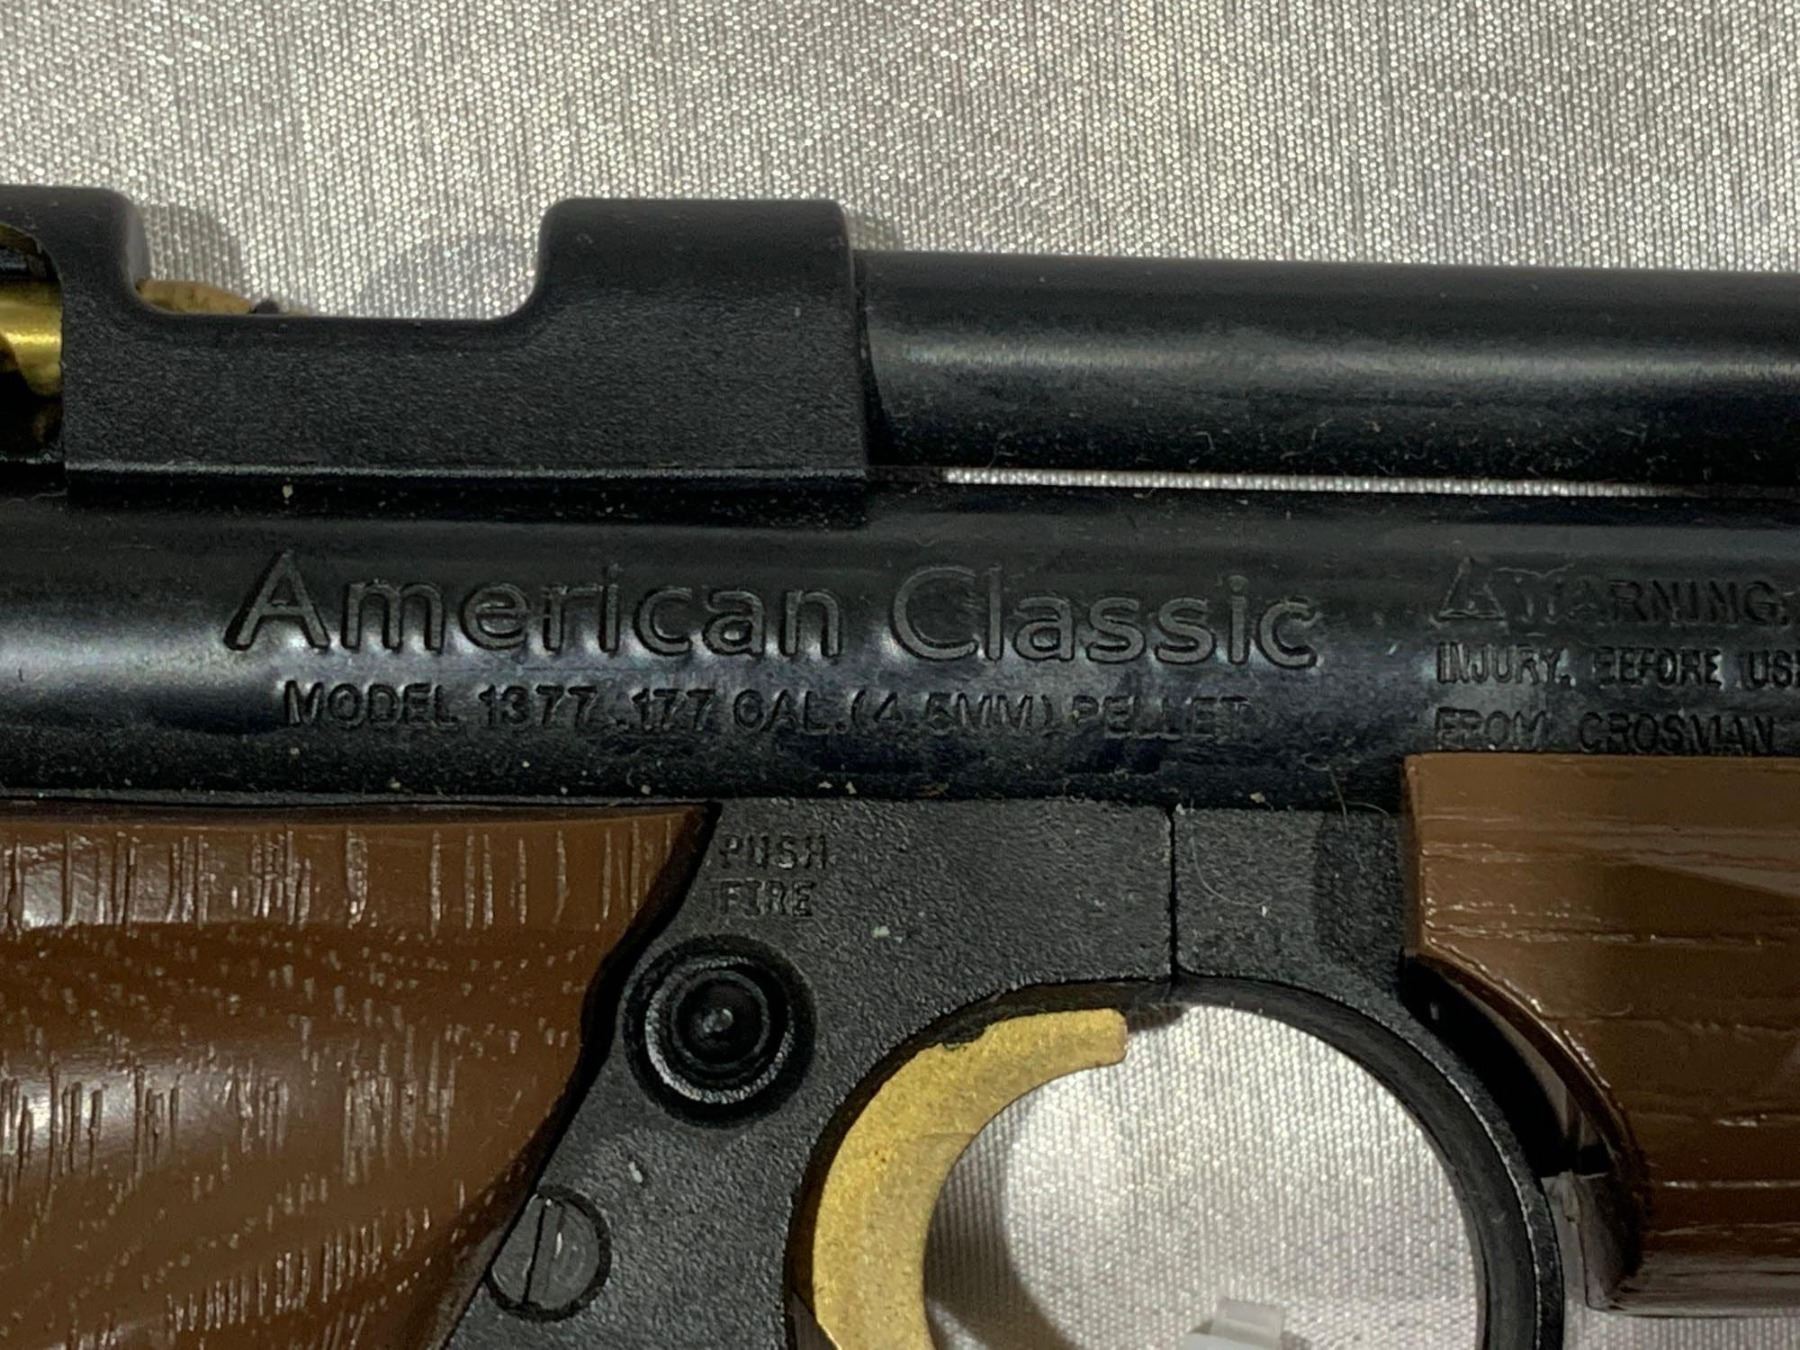 American Classic
MODEL 1377 .177 CAL.(4.5MM) PELLET
WARNING.
INJURY. BEFORE USE
FROM CROSMAN
PUSH
FIRE